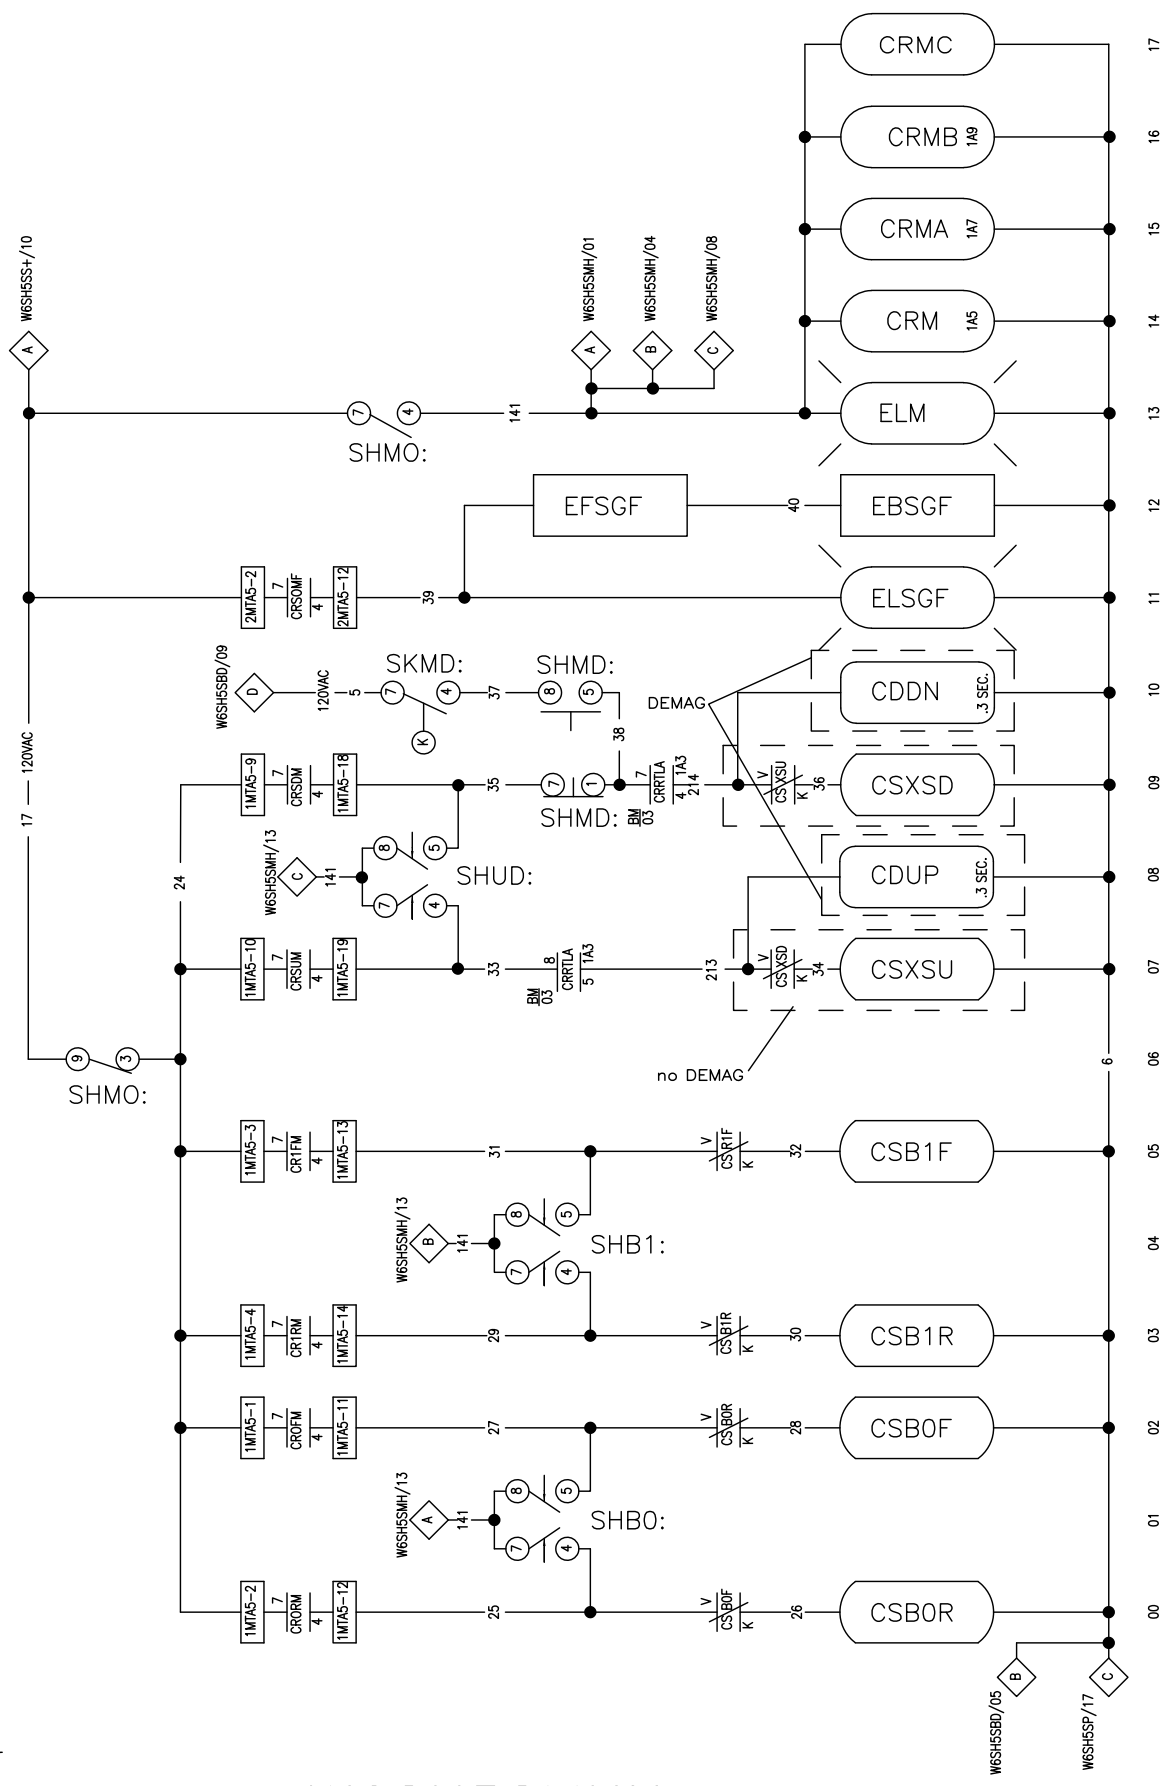 CRMC
17
CRMB 1A9
16
W6SH5SS+/10
A
W6SH5SMH/01
A
W6SH5SMH/04
B
W6SH5SMH/08
C
CRMA 1A7
15
CRM 1A5
14
7
4
SHMO:
141
ELM
13
EFSGF
40
EBSGF
12
2MTA5-2
7
CRSOMF
4
2MTA5-12
39
ELSGF
11
W6SH5SBD/09
D
120VAC
5
SKMD:
7
4
K
37
SHMD:
8
5
38
DEMAG
CDDN
.3 SEC.
10
17
120VAC
1MTA5-9
7
CRSDM
4
1MTA5-18
35
7
1
SHMD:
BM
03
7
CRRTLA
4 1A3
214
V
CSXSU
K
36
CSXSD
09
24
W6SH5SMH/13
C
141
8
5
7
4
SHUD:
CDUP
.3 SEC.
08
1MTA5-10
7
CRSUM
4
1MTA5-19
33
BM
03
8
CRRTLA
5 1A3
213
V
CSXSD
K
34
CSXSU
07
9
3
SHMO:
no DEMAG
6
06
1MTA5-3
7
CR1FM
4
1MTA5-13
31
V
CSR1F
K
32
CSB1F
05
W6SH5SMH/13
B
141
8
5
7
4
SHB1:
04
1MTA5-4
7
CR1RM
4
1MTA5-14
29
V
CSB1R
K
30
CSB1R
03
1MTA5-1
7
CROFM
4
1MTA5-11
27
V
CSBOR
K
28
CSBOF
02
W6SH5SMH/13
A
141
8
5
7
4
SHBO:
01
1MTA5-2
7
CRORM
4
1MTA5-12
25
V
CSBOF
K
26
CSBOR
00
W6SH5SBD/05
B
W6SH5SP/17
C